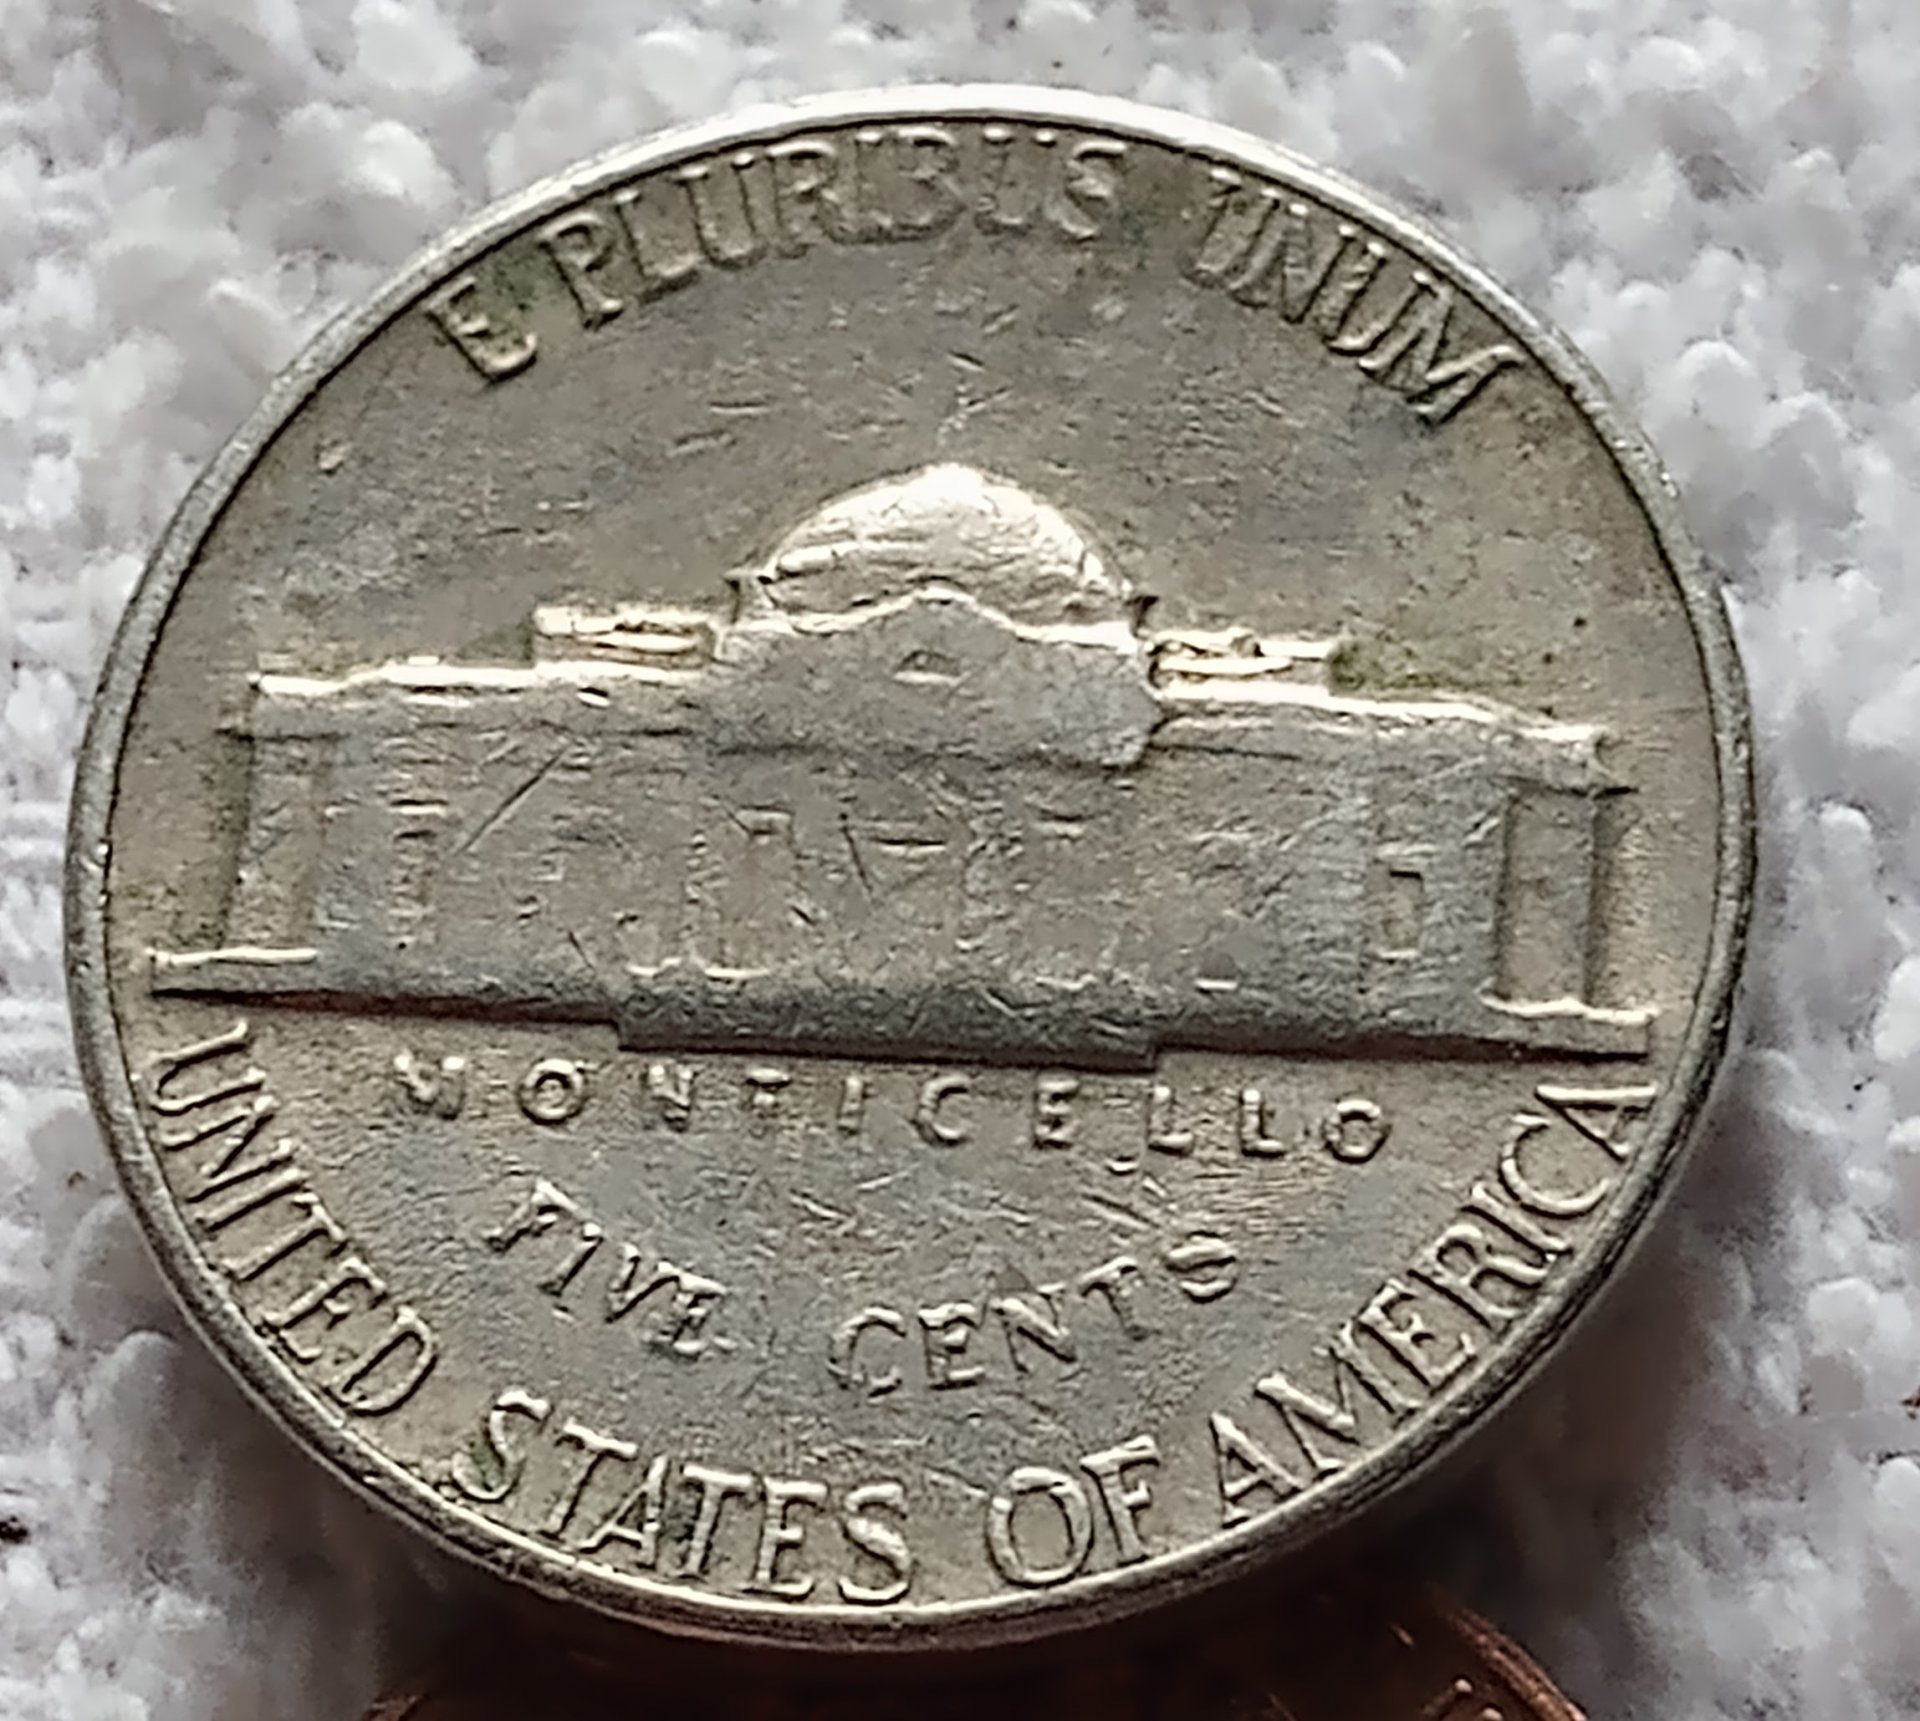 E PLURIBUS UNUM
MONTICELLO
FIVE CENTS
UNITED STATES OF AMERICA